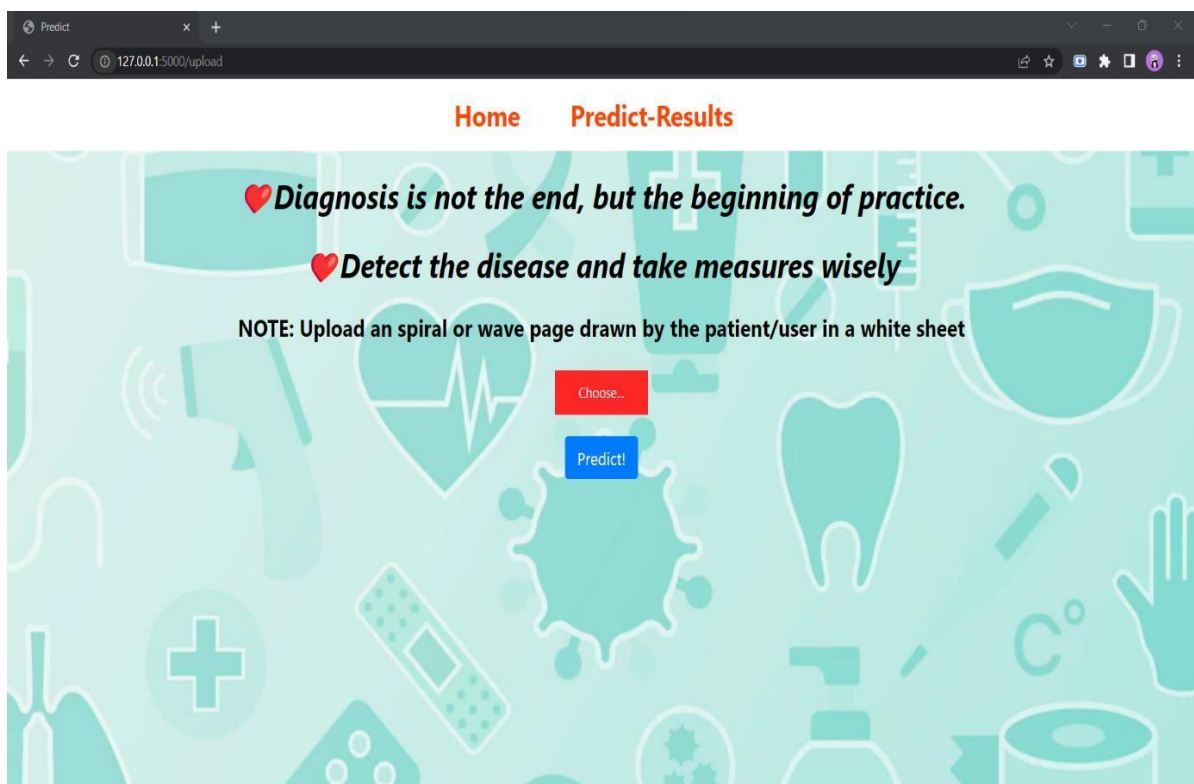 Predict
127.0.0.1:5000/upload
Home Predict-Results
❤Diagnosis is not the end, but the beginning of practice.
❤Detect the disease and take measures wisely
NOTE: Upload an spiral or wave page drawn by the patient/user in a white sheet
Choose...
Predict!
C°